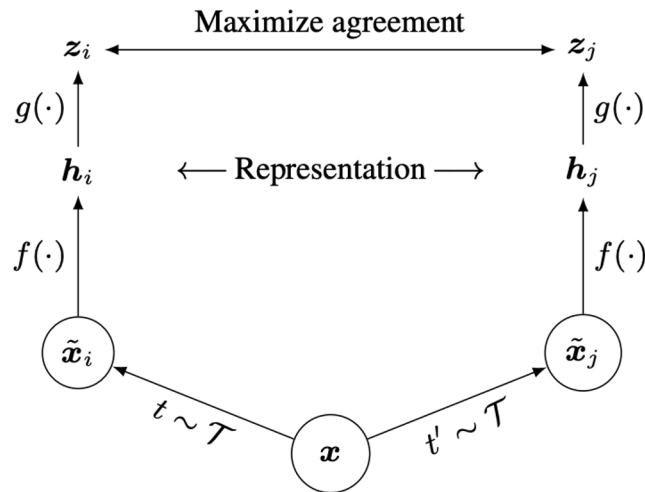 Maximize agreement
z_i z_j
g(·) g(·)
h_i Representation h_j
f(·) f(·)
x̃_i x̃_j
t ∼ 𝒯 t′ ∼ 𝒯
x